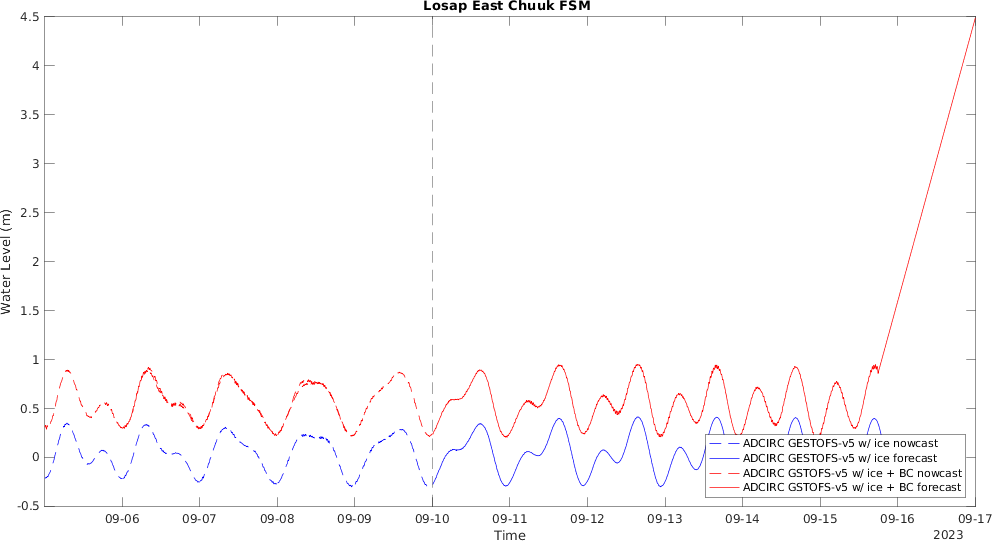 Losap East Chuuk FSM
4.5
4
3.5
3
2.5
2
1.5
1
0.5
0
-0.5
Water Level (m)
ADCIRC GESTOFS-v5 w/ ice nowcast
ADCIRC GESTOFS-v5 w/ ice forecast
ADCIRC GSTOFS-v5 w/ ice + BC nowcast
ADCIRC GSTOFS-v5 w/ ice + BC forecast
09-06 09-07 09-08 09-09 09-10 09-11 09-12 09-13 09-14 09-15 09-16 09-17
Time
2023